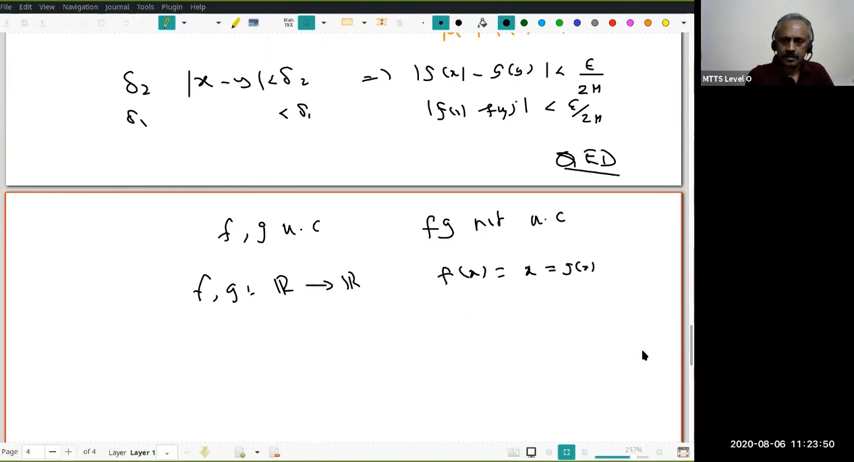 File Edit View Navigation Journal Tools Plugin Help
δ₂ |x - y| < δ₂ => |g(x) - g(y)| < ε/2M
δ₁ < δ₁ |f(x) - f(y)| < ε/2M
QED
f, g u.c fg not u.c
f, g : ℝ → ℝ f(x) = x = g(x)
MTTS Level O
Page 4 of 4 Layer Layer 1 237%
2020-08-06 11:23:50